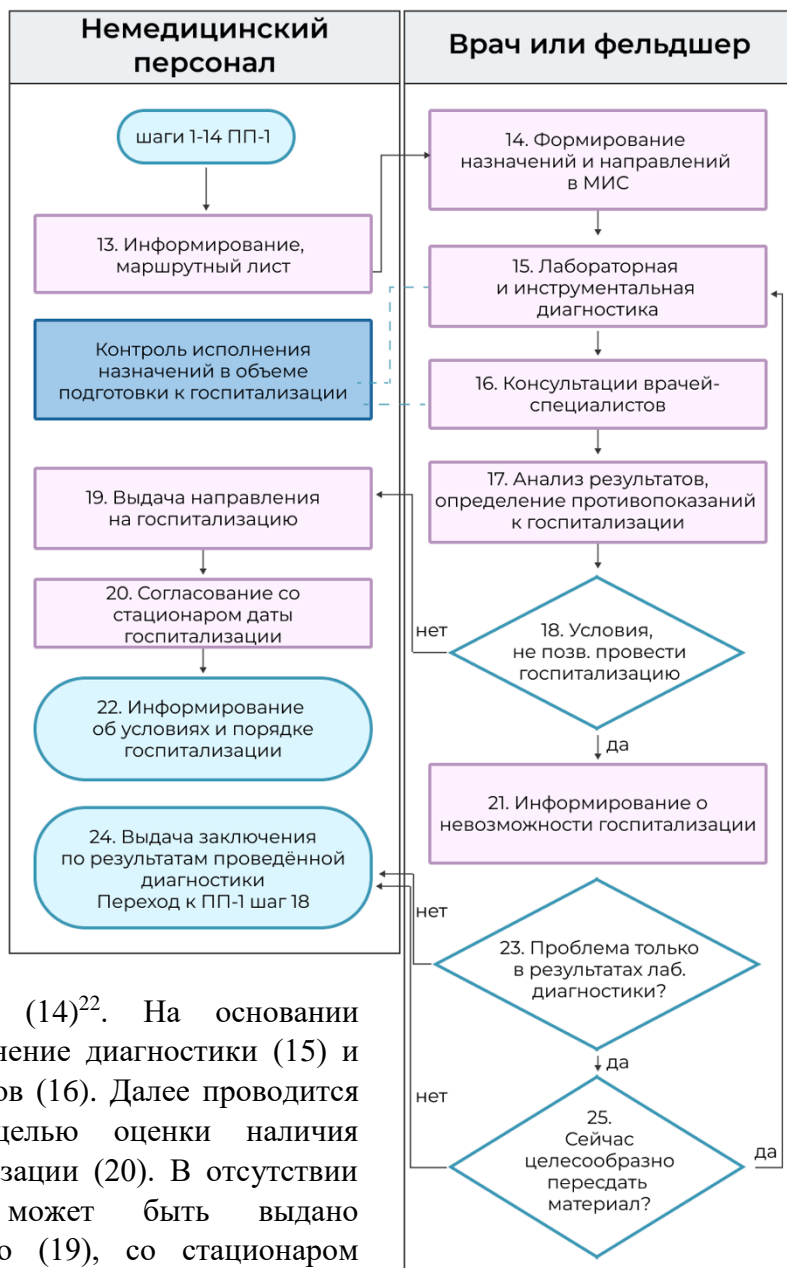 Немедицинский
персонал
Врач или фельдшер
шаги 1-14 ПП-1
13. Информирование,
маршрутный лист
Контроль исполнения
назначений в объеме
подготовки к госпитализации
19. Выдача направления
на госпитализацию
20. Согласование со
стационаром даты
госпитализации
22. Информирование
об условиях и порядке
госпитализации
24. Выдача заключения
по результатам проведённой
диагностики
Переход к ПП-1 шаг 18
14. Формирование
назначений и направлений
в МИС
15. Лабораторная
и инструментальная
диагностика
16. Консультации врачей-
специалистов
17. Анализ результатов,
определение противопоказаний
к госпитализации
18. Условия,
не позв. провести
госпитализацию
нет
да
21. Информирование о
невозможности госпитализации
нет
23. Проблема только
в результатах лаб.
диагностики?
да
нет
25.
Сейчас
целесообразно
пересдать
материал?
да
(14)²². На основании
нение диагностики (15) и
ов (16). Далее проводится
целью оценки наличия
зации (20). В отсутствии
может быть выдано
о (19), со стационаром